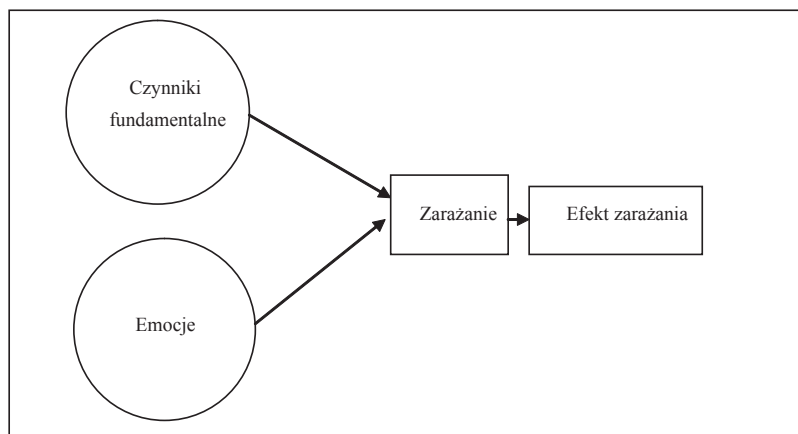 Czynniki
fundamentalne
Zarażanie
Efekt zarażania
Emocje